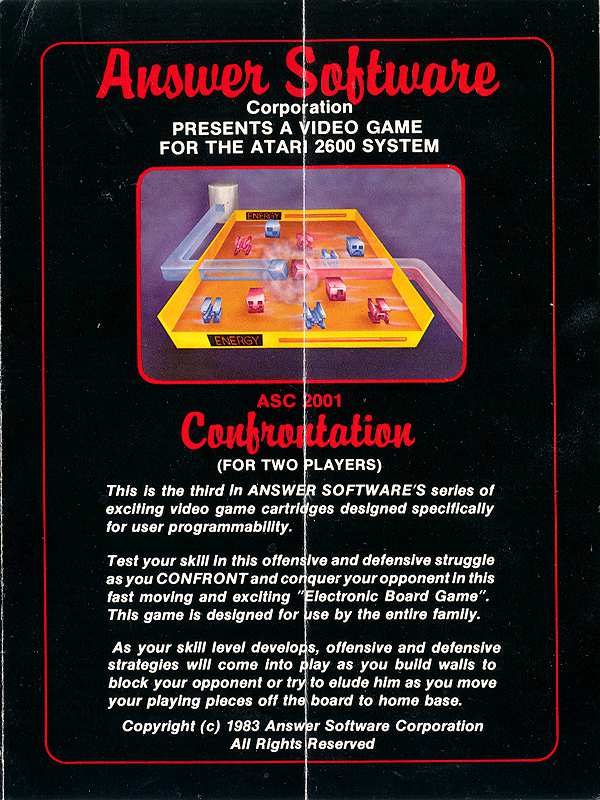 Answer Software
Corporation
PRESENTS A VIDEO GAME
FOR THE ATARI 2600 SYSTEM
ENERGY
ENERGY
ASC 2001
Confrontation
(FOR TWO PLAYERS)
This is the third in ANSWER SOFTWARE'S series of
exciting video game cartridges designed specifically
for user programmability.
Test your skill in this offensive and defensive struggle
as you CONFRONT and conquer your opponent in this
fast moving and exciting "Electronic Board Game".
This game is designed for use by the entire family.
As your skill level develops, offensive and defensive
strategies will come into play as you build walls to
block your opponent or try to elude him as you move
your playing pieces off the board to home base.
Copyright (c) 1983 Answer Software Corporation
All Rights Reserved